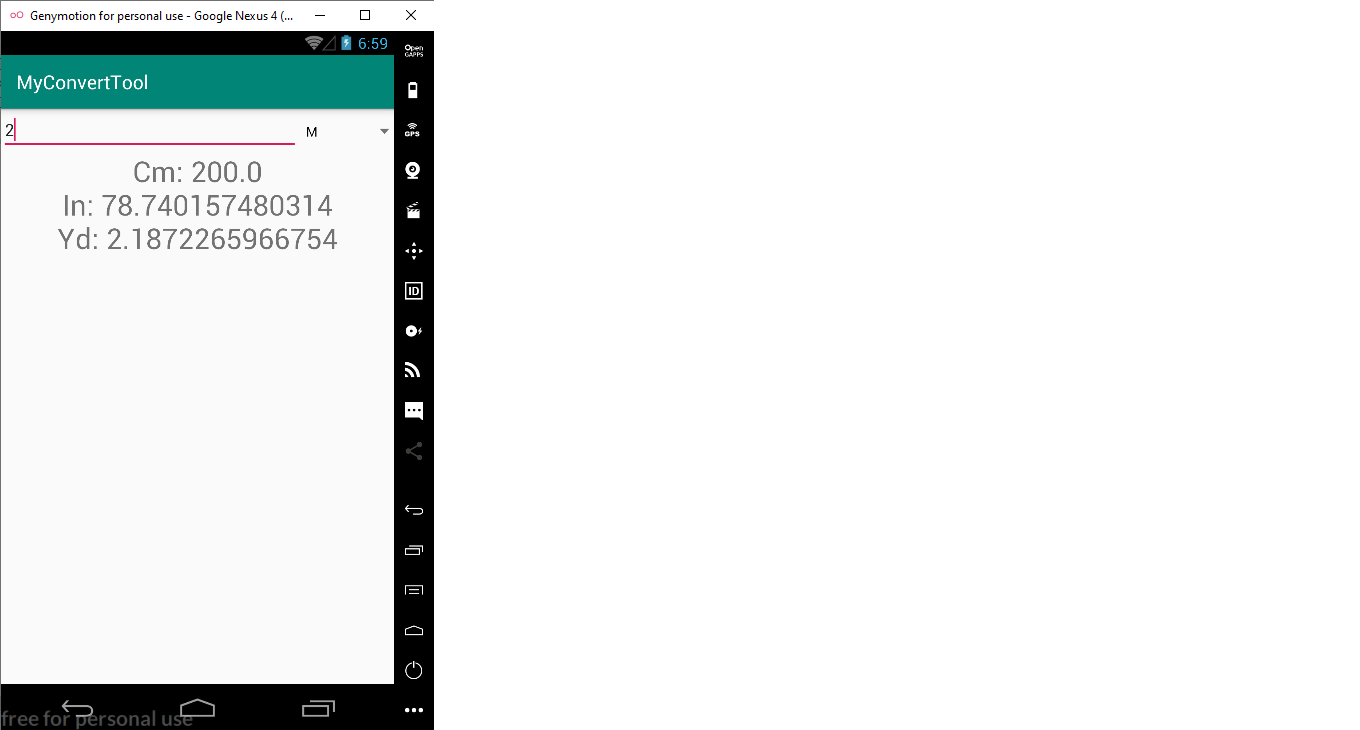 Genymotion for personal use - Google Nexus 4 (...
6:59
Open
GAPPS
MyConvertTool
2
M
GPS
Cm: 200.0
In: 78.740157480314
Yd: 2.1872265966754
ID
free for personal use